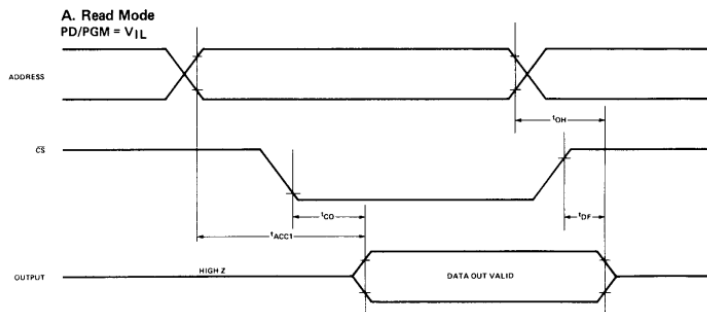 A. Read Mode
PD/PGM = VIL
ADDRESS
tOH
CS
tCO
tDF
tACC1
HIGH Z
DATA OUT VALID
OUTPUT